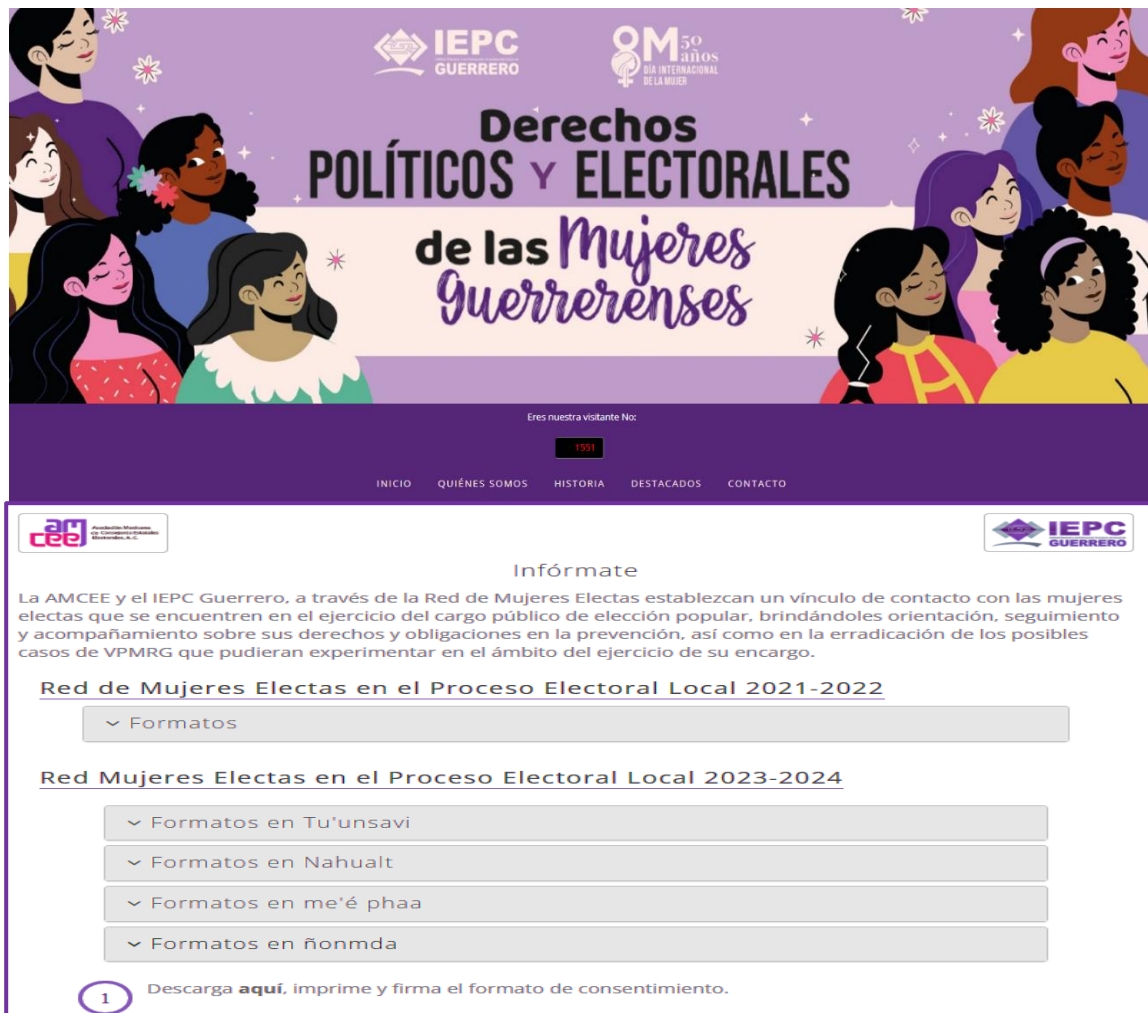 IEPC
GUERRERO
8M 50 años
DÍA INTERNACIONAL
DE LA MUJER
Derechos
POLÍTICOS Y ELECTORALES
de las Mujeres
Guerrerenses
Eres nuestra visitante No:
1551
INICIO QUIÉNES SOMOS HISTORIA DESTACADOS CONTACTO
amcee Asociación Mexicana
de Consejeras Estatales
Electorales, A. C.
IEPC
GUERRERO
Infórmate
La AMCEE y el IEPC Guerrero, a través de la Red de Mujeres Electas establezcan un vínculo de contacto con las mujeres
electas que se encuentren en el ejercicio del cargo público de elección popular, brindándoles orientación, seguimiento
y acompañamiento sobre sus derechos y obligaciones en la prevención, así como en la erradicación de los posibles
casos de VPMRG que pudieran experimentar en el ámbito del ejercicio de su encargo.
Red de Mujeres Electas en el Proceso Electoral Local 2021-2022
Formatos
Red Mujeres Electas en el Proceso Electoral Local 2023-2024
Formatos en Tu'unsavi
Formatos en Nahualt
Formatos en me'é phaa
Formatos en ñonmda
1 Descarga aquí, imprime y firma el formato de consentimiento.